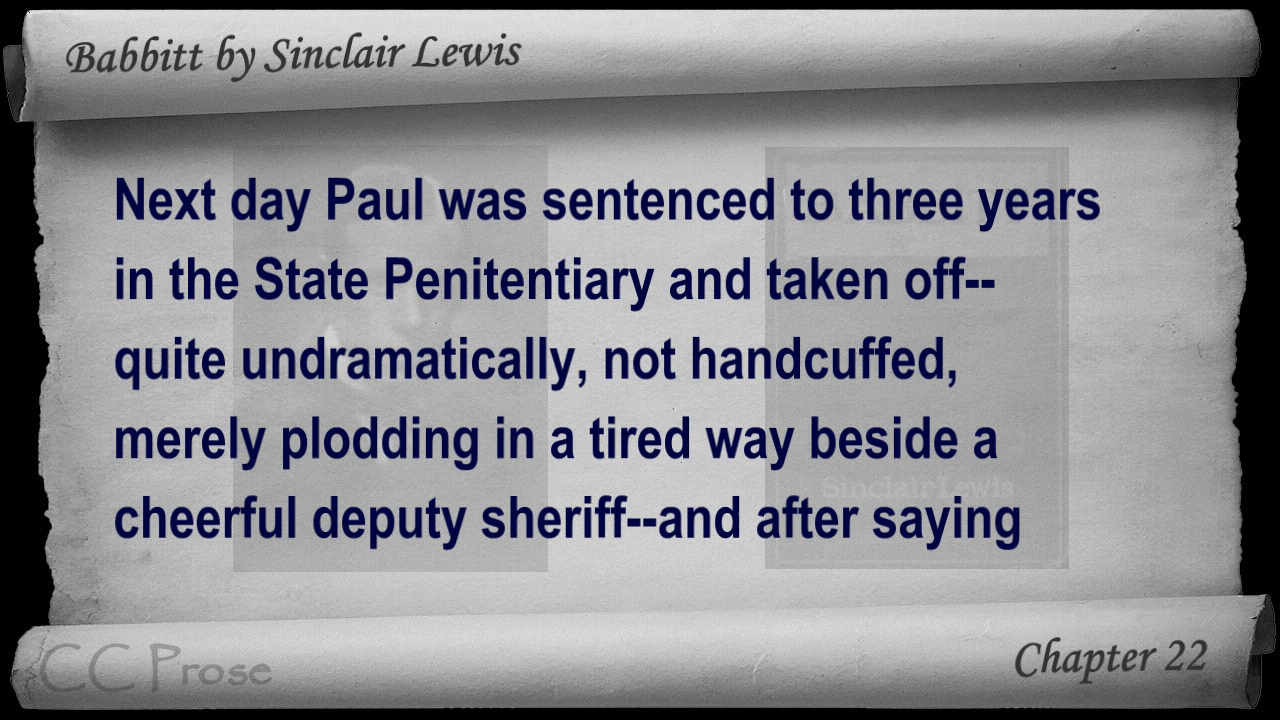 Babbitt by Sinclair Lewis
Next day Paul was sentenced to three years
in the State Penitentiary and taken off--
quite undramatically, not handcuffed,
merely plodding in a tired way beside a
cheerful deputy sheriff--and after saying
Sinclair Lewis
CC Prose
Chapter 22